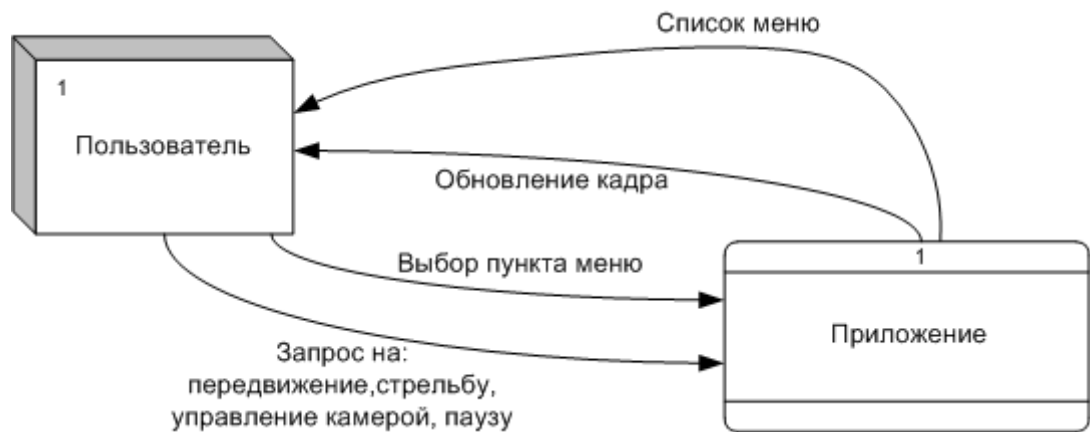 Список меню
1
Пользователь
Обновление кадра
1
Выбор пункта меню
Приложение
Запрос на:
передвижение,стрельбу,
управление камерой, паузу